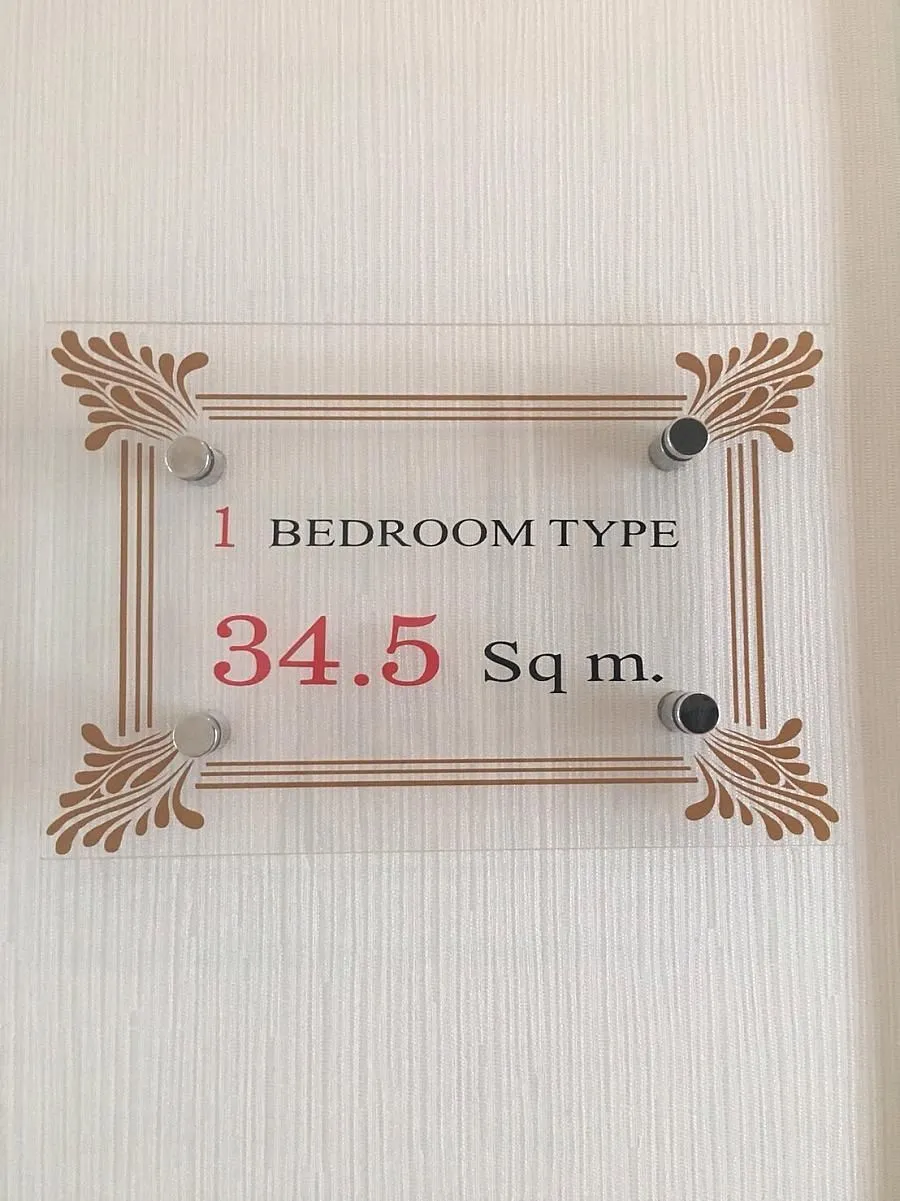 1 BEDROOM TYPE
34.5 Sq m.